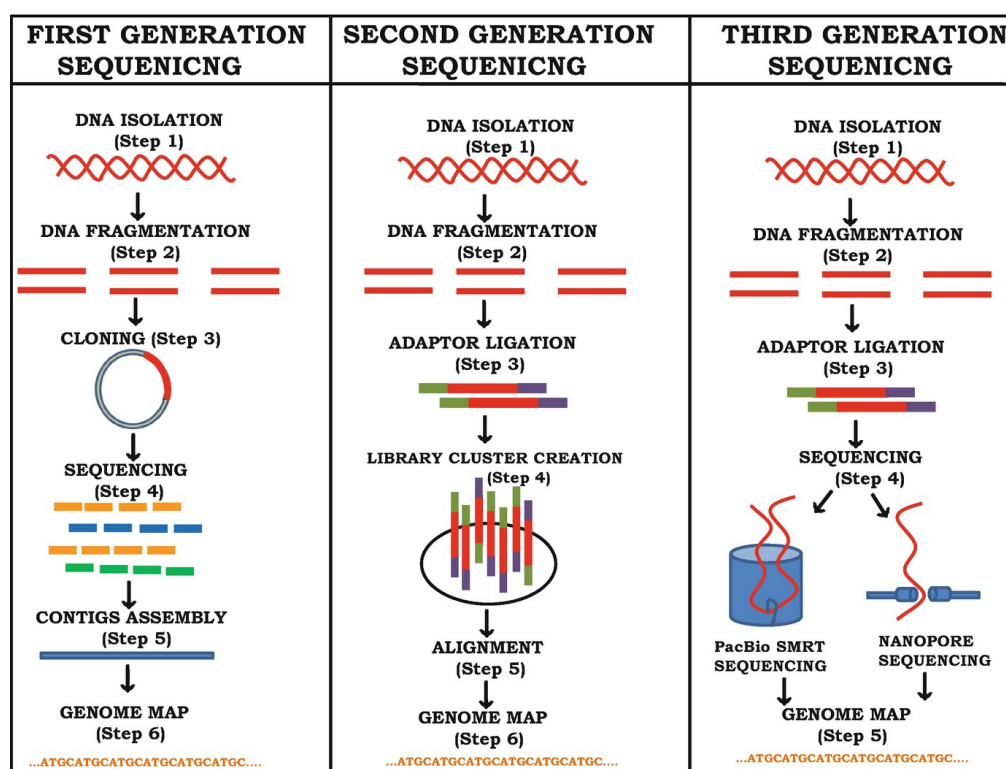 FIRST GENERATION
SEQUENICNG
DNA ISOLATION
(Step 1)
DNA FRAGMENTATION
(Step 2)
CLONING (Step 3)
SEQUENCING
(Step 4)
CONTIGS ASSEMBLY
(Step 5)
GENOME MAP
(Step 6)
...ATGCATGCATGCATGCATGCATGC....
SECOND GENERATION
SEQUENICNG
DNA ISOLATION
(Step 1)
DNA FRAGMENTATION
(Step 2)
ADAPTOR LIGATION
(Step 3)
LIBRARY CLUSTER CREATION
(Step 4)
ALIGNMENT
(Step 5)
GENOME MAP
(Step 6)
...ATGCATGCATGCATGCATGCATGC....
THIRD GENERATION
SEQUENICNG
DNA ISOLATION
(Step 1)
DNA FRAGMENTATION
(Step 2)
ADAPTOR LIGATION
(Step 3)
SEQUENCING
(Step 4)
PacBio SMRT
SEQUENCING
NANOPORE
SEQUENCING
GENOME MAP
(Step 5)
...ATGCATGCATGCATGCATGCATGC....